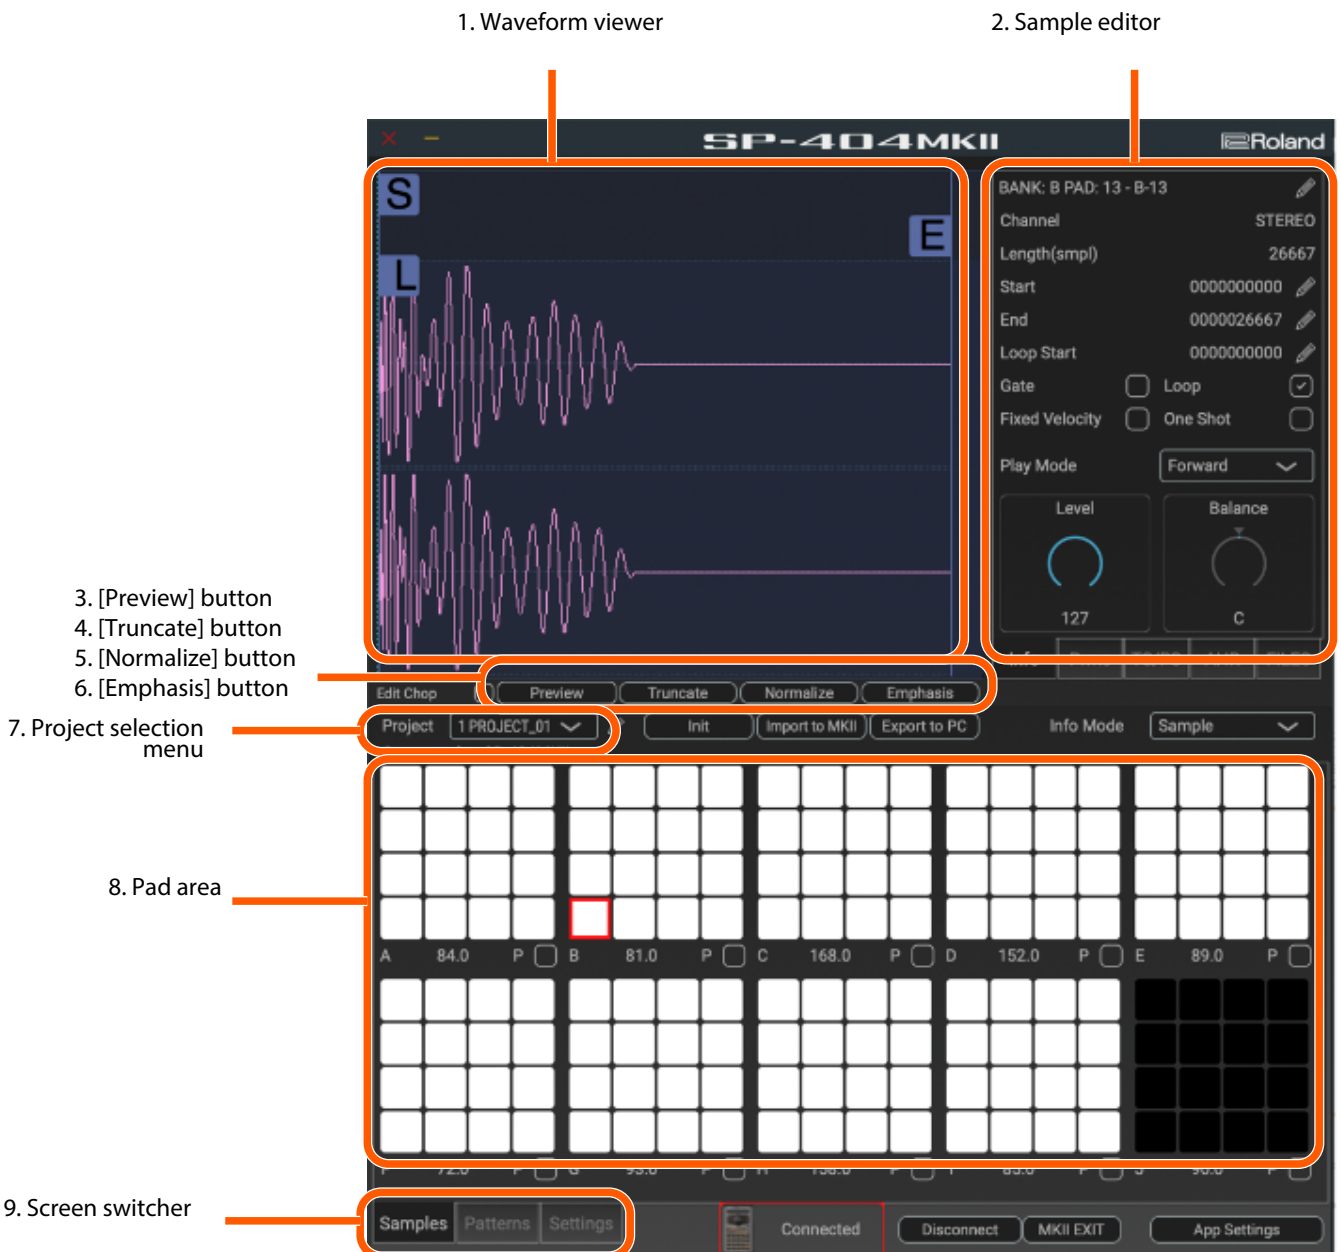 1. Waveform viewer
2. Sample editor
SP-404MKII
Roland
S
E
L
BANK: B PAD: 13 - B-13
Channel STEREO
Length(smpl) 26667
Start 0000000000
End 0000026667
Loop Start 0000000000
Gate Loop
Fixed Velocity One Shot
Play Mode Forward
Level Balance
127 C
3. [Preview] button
4. [Truncate] button
5. [Normalize] button
6. [Emphasis] button
Edit Chop Preview Truncate Normalize Emphasis
7. Project selection
menu
Project 1 PROJECT_01 Init Import to MKII Export to PC Info Mode Sample
8. Pad area
A 84.0 P B 81.0 P C 168.0 P D 152.0 P E 89.0 P
9. Screen switcher
Samples Patterns Settings Connected Disconnect MKII EXIT App Settings